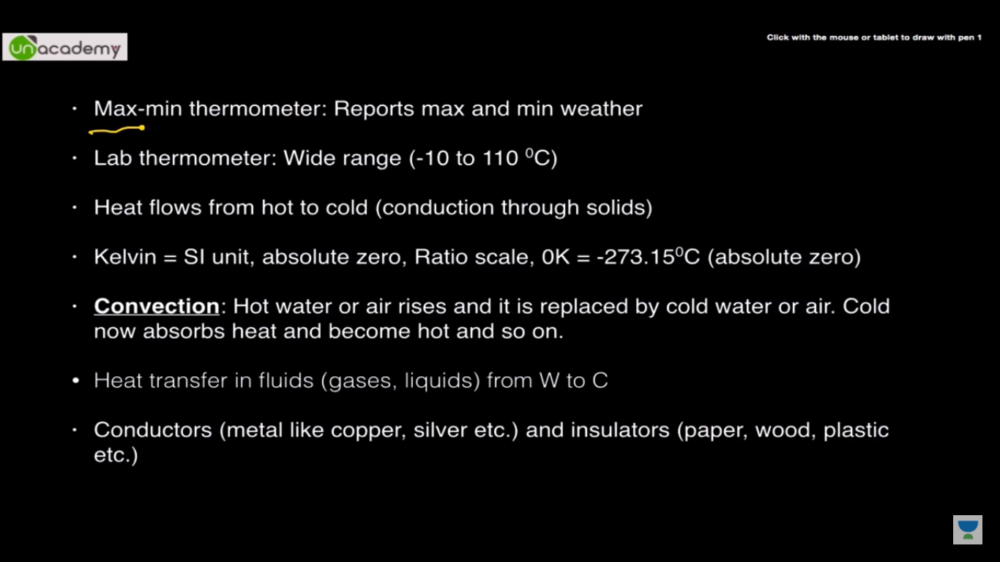 unacademy
Click with the mouse or tablet to draw with pen 1
· Max-min thermometer: Reports max and min weather
· Lab thermometer: Wide range (-10 to 110 ⁰C)
· Heat flows from hot to cold (conduction through solids)
· Kelvin = SI unit, absolute zero, Ratio scale, 0K = -273.15⁰C (absolute zero)
· Convection: Hot water or air rises and it is replaced by cold water or air. Cold
now absorbs heat and become hot and so on.
• Heat transfer in fluids (gases, liquids) from W to C
· Conductors (metal like copper, silver etc.) and insulators (paper, wood, plastic
etc.)